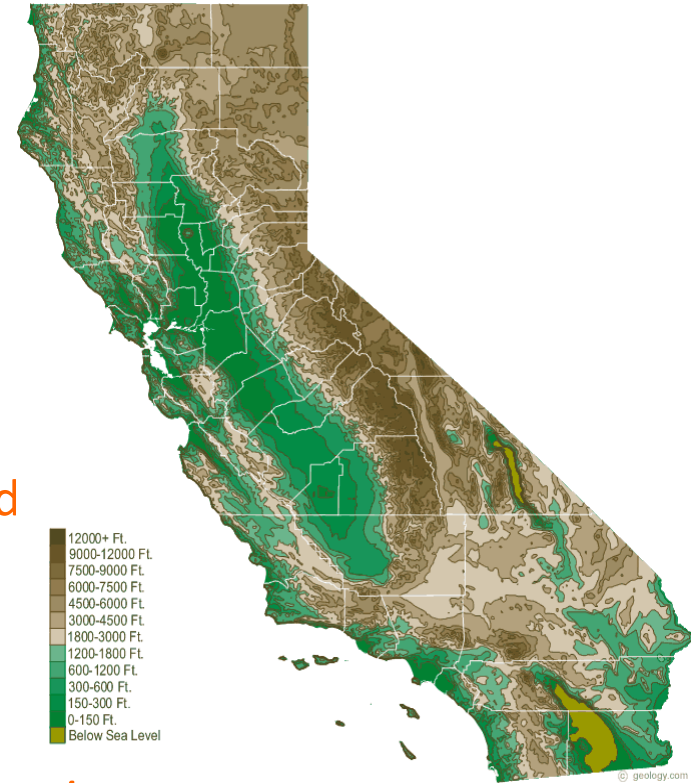 d
12000+ Ft.
9000-12000 Ft.
7500-9000 Ft.
6000-7500 Ft.
4500-6000 Ft.
3000-4500 Ft.
1800-3000 Ft.
1200-1800 Ft.
600-1200 Ft.
300-600 Ft.
150-300 Ft.
0-150 Ft.
Below Sea Level
© geology.com